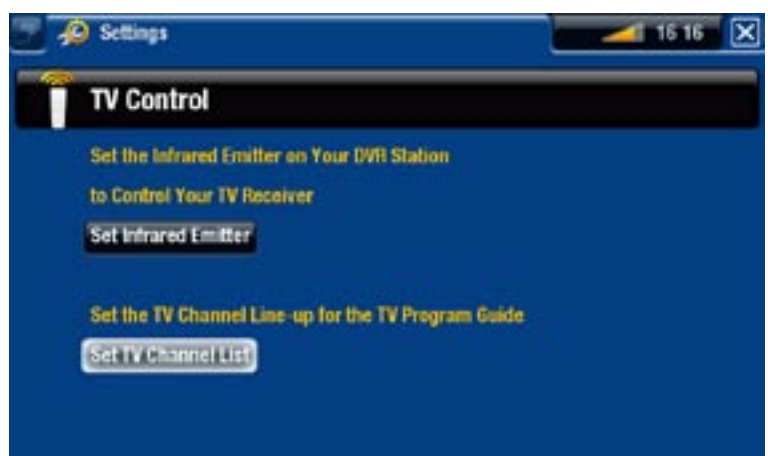 Settings
16 16
TV Control
Set the Infrared Emitter on Your DVR Station
to Control Your TV Receiver
Set Infrared Emitter
Set the TV Channel Line-up for the TV Program Guide
Set TV Channel List